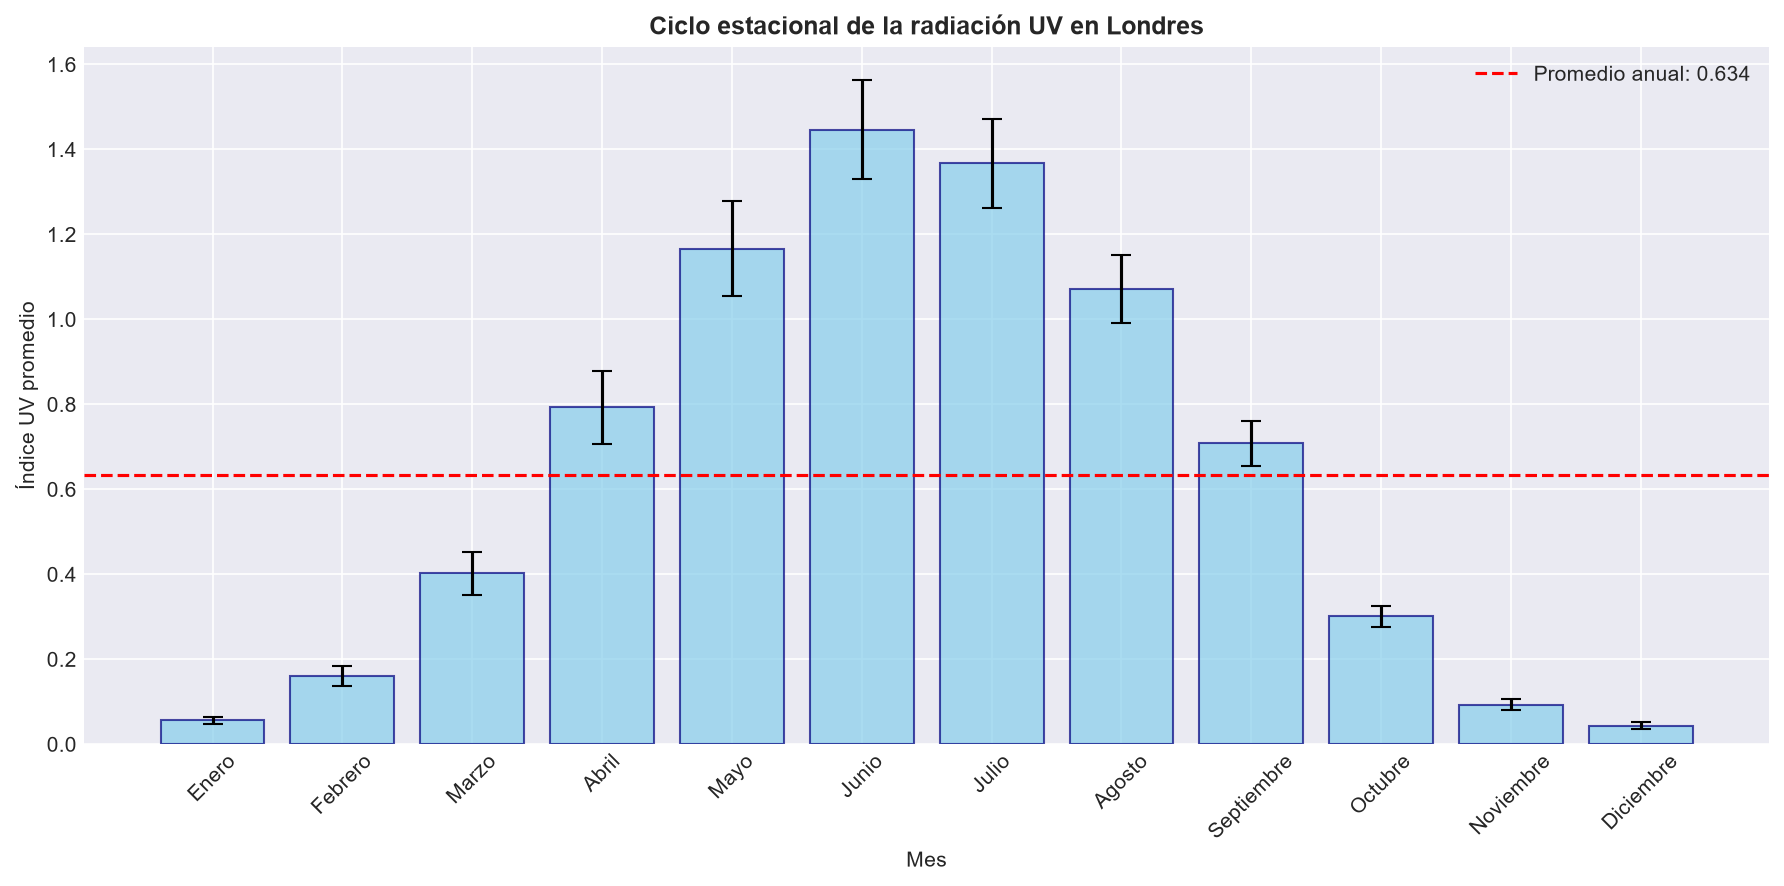 Ciclo estacional de la radiación UV en Londres
Promedio anual: 0.634
Índice UV promedio
1.6
1.4
1.2
1.0
0.8
0.6
0.4
0.2
0.0
Enero
Febrero
Marzo
Abril
Mayo
Junio
Julio
Agosto
Septiembre
Octubre
Noviembre
Diciembre
Mes